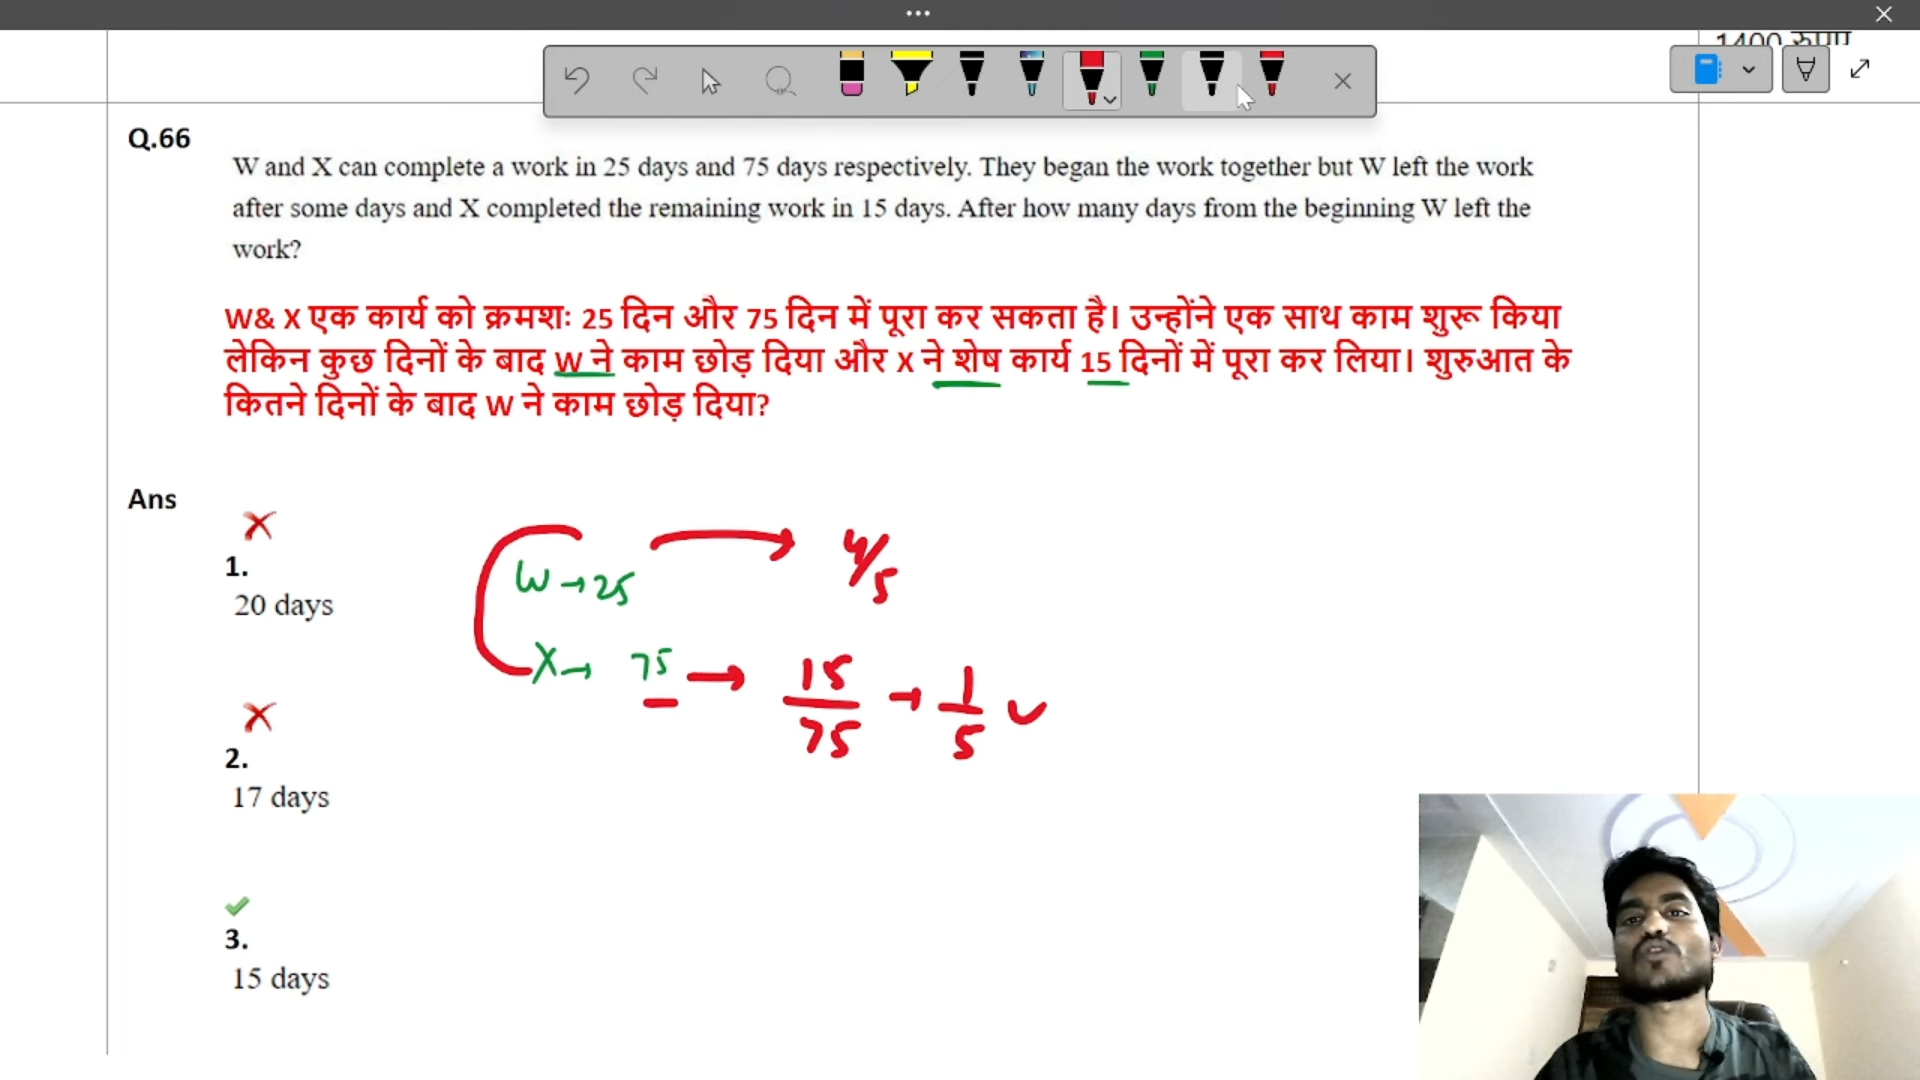 1400 रुपए
Q.66
W and X can complete a work in 25 days and 75 days respectively. They began the work together but W left the work
after some days and X completed the remaining work in 15 days. After how many days from the beginning W left the
work?
W& X एक कार्य को क्रमशः 25 दिन और 75 दिन में पूरा कर सकता है। उन्होंने एक साथ काम शुरू किया
लेकिन कुछ दिनों के बाद W ने काम छोड़ दिया और X ने शेष कार्य 15 दिनों में पूरा कर लिया। शुरुआत के
कितने दिनों के बाद W ने काम छोड़ दिया?
Ans
1.
20 days
W → 25
4/5
X → 75 → 15/75 → 1/5
2.
17 days
3.
15 days